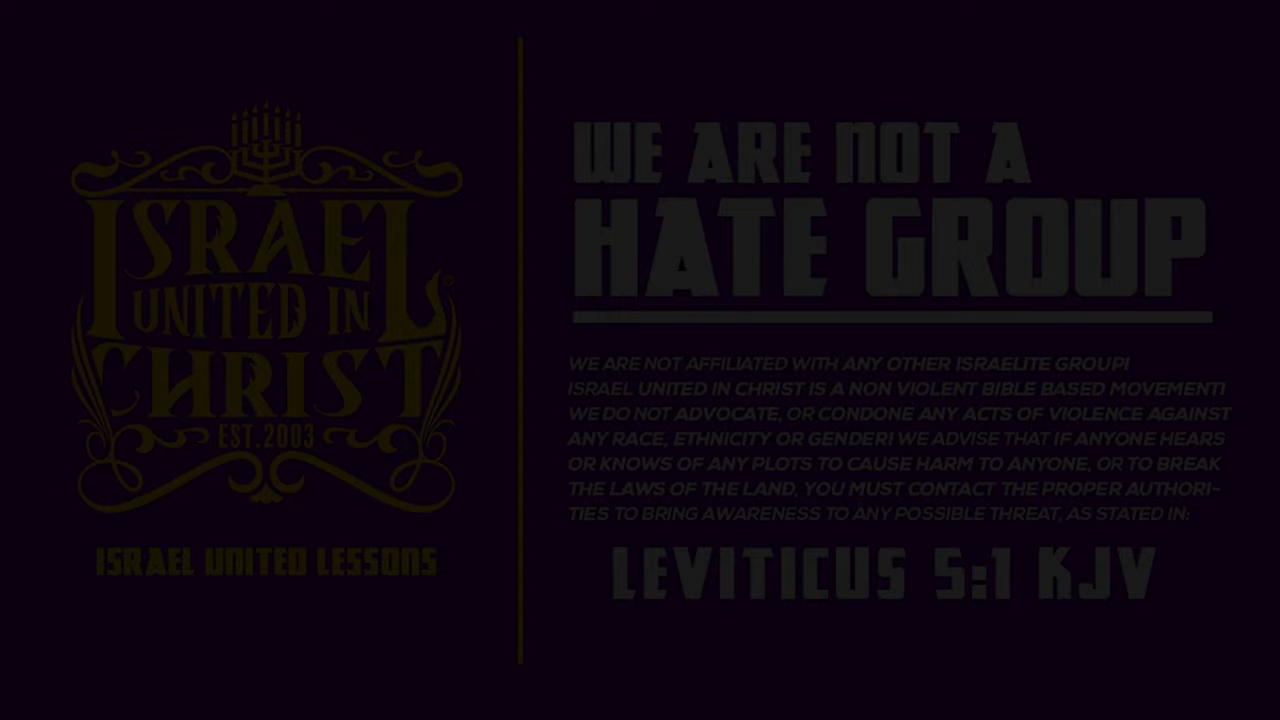 ISRAEL
UNITED IN
CHRIST
EST.2003
ISRAEL UNITED LESSONS
WE ARE NOT A
HATE GROUP
WE ARE NOT AFFILIATED WITH ANY OTHER ISRAELITE GROUP!
ISRAEL UNITED IN CHRIST IS A NON VIOLENT BIBLE BASED MOVEMENT!
WE DO NOT ADVOCATE, OR CONDONE ANY ACTS OF VIOLENCE AGAINST
ANY RACE, ETHNICITY OR GENDER! WE ADVISE THAT IF ANYONE HEARS
OR KNOWS OF ANY PLOTS TO CAUSE HARM TO ANYONE, OR TO BREAK
THE LAWS OF THE LAND, YOU MUST CONTACT THE PROPER AUTHORI-
TIES TO BRING AWARENESS TO ANY POSSIBLE THREAT, AS STATED IN:
LEVITICUS 5:1 KJV